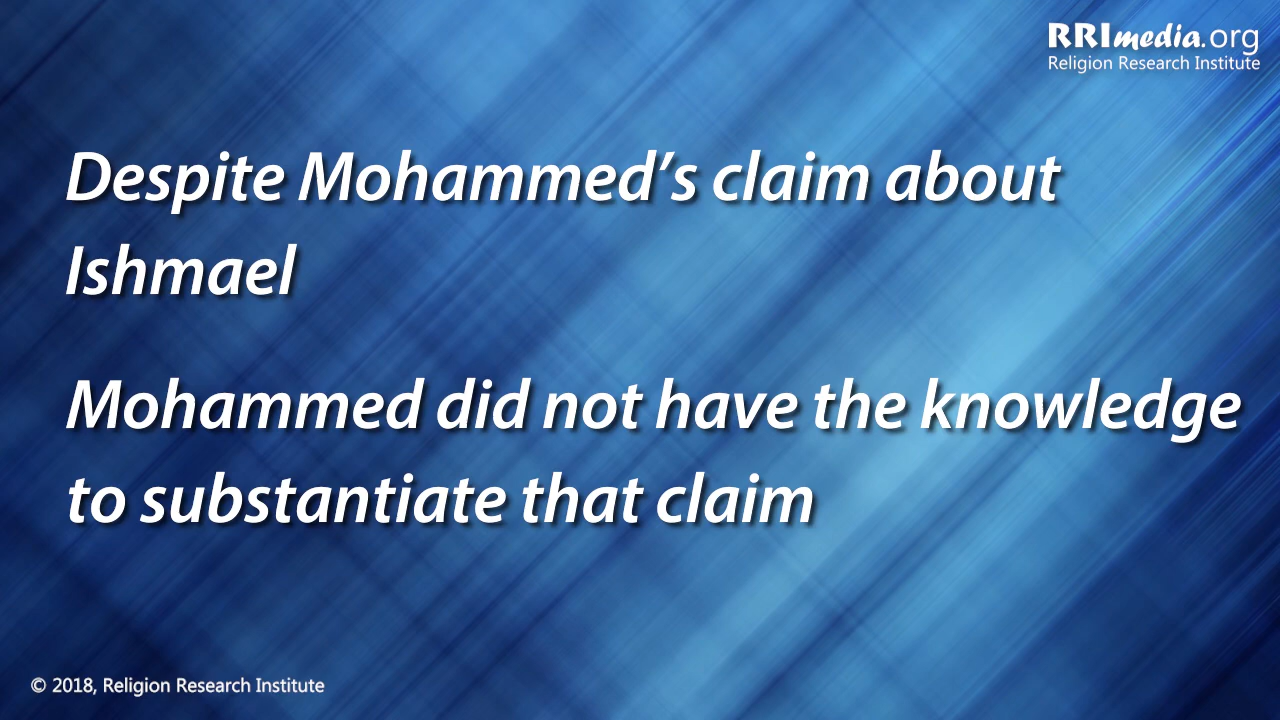 RRImedia.org
Religion Research Institute
Despite Mohammed’s claim about
Ishmael
Mohammed did not have the knowledge
to substantiate that claim
© 2018, Religion Research Institute